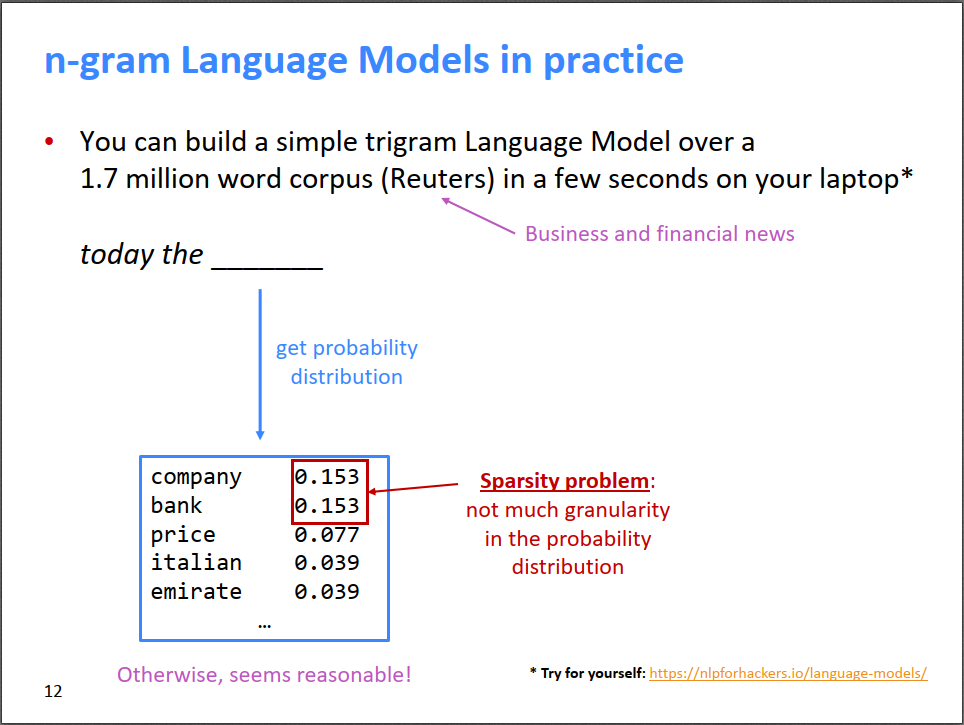 n-gram Language Models in practice
• You can build a simple trigram Language Model over a
1.7 million word corpus (Reuters) in a few seconds on your laptop*
Business and financial news
today the _______
get probability
distribution
company 0.153
bank 0.153
price 0.077
italian 0.039
emirate 0.039
…
Sparsity problem:
not much granularity
in the probability
distribution
Otherwise, seems reasonable!
* Try for yourself: https://nlpforhackers.io/language-models/
12